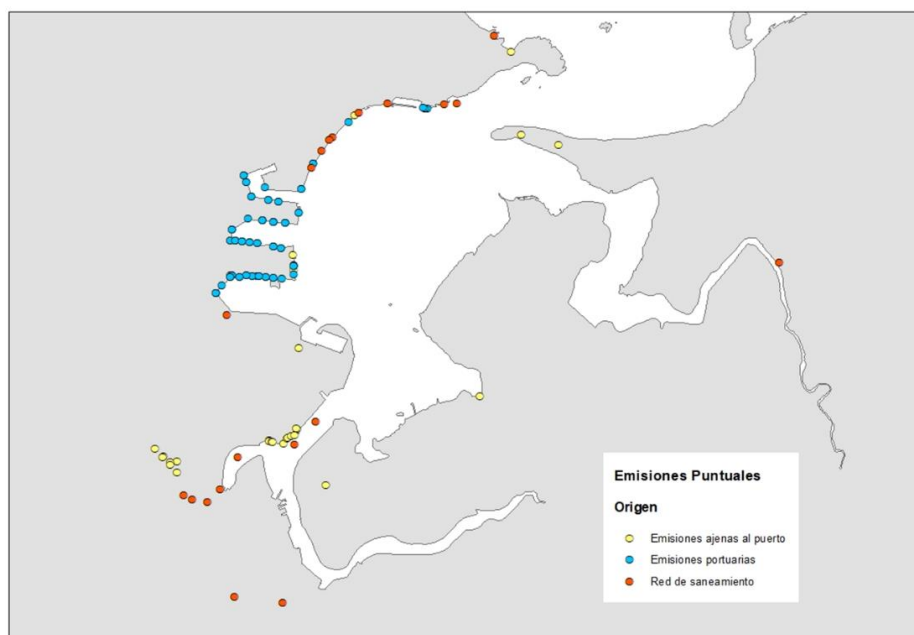 Emisiones Puntuales
Origen
Emisiones ajenas al puerto
Emisiones portuarias
Red de saneamiento